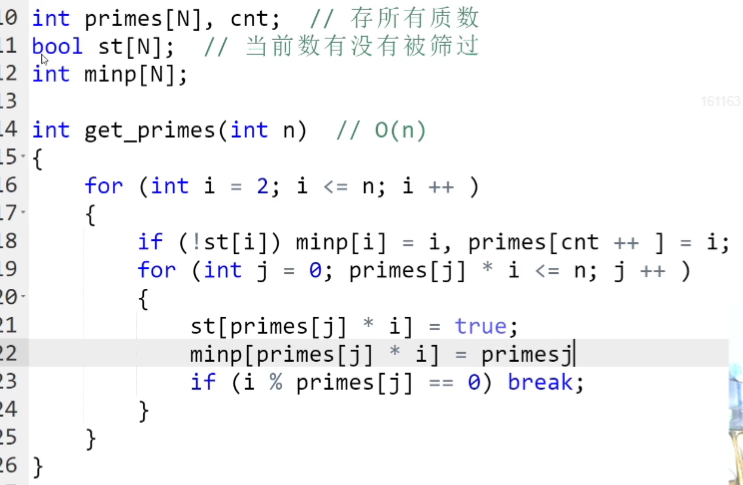 10 int primes[N], cnt;  // 存所有质数
11 bool st[N];  // 当前数有没有被筛过
12 int minp[N];
13
161163
14 int get_primes(int n)  // O(n)
15 {
16     for (int i = 2; i <= n; i ++ )
17     {
18         if (!st[i]) minp[i] = i, primes[cnt ++ ] = i;
19         for (int j = 0; primes[j] * i <= n; j ++ )
20         {
21             st[primes[j] * i] = true;
22             minp[primes[j] * i] = primesj
23             if (i % primes[j] == 0) break;
24         }
25     }
26 }